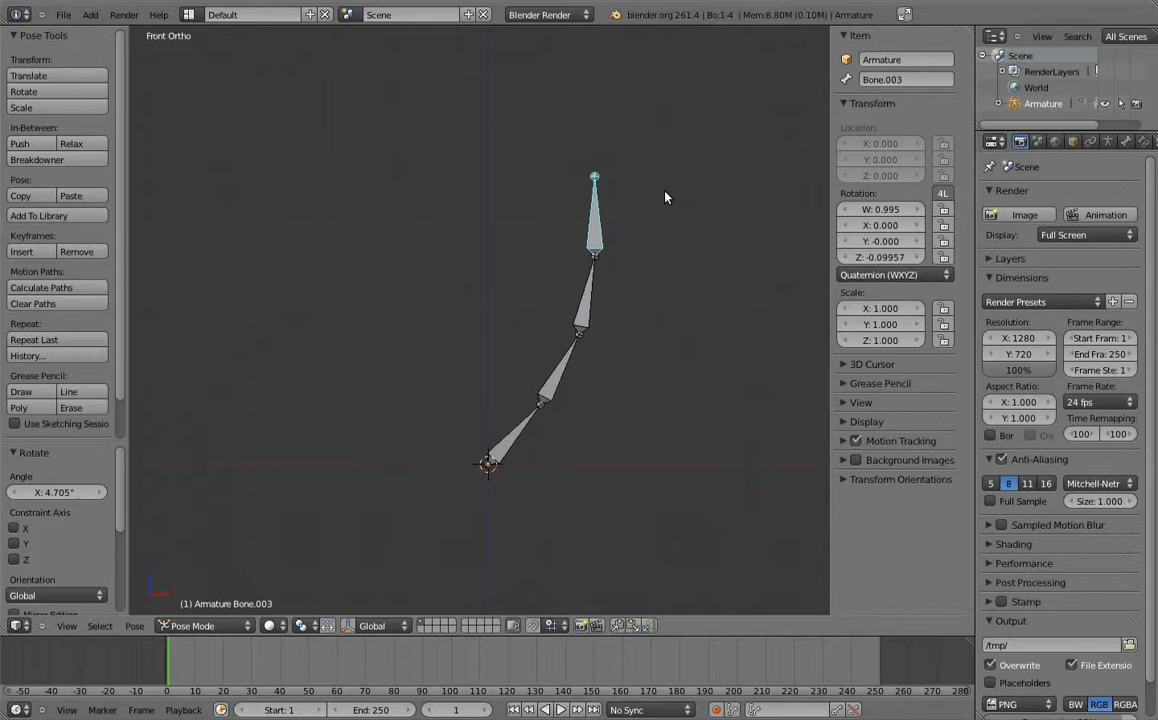 File Add Render Help Default Scene Blender Render blender.org 261.4 | Bo:1-4 | Mem:8.80M (0.10M) | Armature View Search All Scenes
Pose Tools
Transform:
Translate
Rotate
Scale
In-Between:
Push Relax
Breakdowner
Pose:
Copy Paste
Add To Library
Keyframes:
Insert Remove
Motion Paths:
Calculate Paths
Clear Paths
Repeat:
Repeat Last
History...
Grease Pencil:
Draw Line
Poly Erase
Use Sketching Sessio
Rotate
Angle
X: 4.705°
Constraint Axis
X
Y
Z
Orientation
Global
Front Ortho
(1) Armature Bone.003
Item
Armature
Bone.003
Transform
Location:
X: 0.000
Y: 0.000
Z: 0.000
Rotation: 4L
W: 0.995
X: 0.000
Y: -0.000
Z: -0.09957
Quaternion (WXYZ)
Scale:
X: 1.000
Y: 1.000
Z: 1.000
3D Cursor
Grease Pencil
View
Display
Motion Tracking
Background Images
Transform Orientations
Scene
RenderLayers
World
Armature
Scene
Render
Image Animation
Display: Full Screen
Layers
Dimensions
Render Presets
Resolution: Frame Range:
X: 1280 Start Fram: 1
Y: 720 End Fra: 250
100% Frame Ste: 1
Aspect Ratio: Frame Rate:
X: 1.000 24 fps
Y: 1.000 Time Remapping:
Bor Cro 100 100
Anti-Aliasing
5 8 11 16 Mitchell-Netr
Full Sample Size: 1.000
Sampled Motion Blur
Shading
Performance
Post Processing
Stamp
Output
/tmp/
Overwrite File Extensio
Placeholders
PNG BW RGB RGBA
View Select Pose Pose Mode Global
-50 -40 -30 -20 -10 0 10 20 30 40 50 60 70 80 90 100 110 120 130 140 150 160 170 180 190 200 210 220 230 240 250 260 270 280
View Marker Frame Playback Start: 1 End: 250 1 No Sync